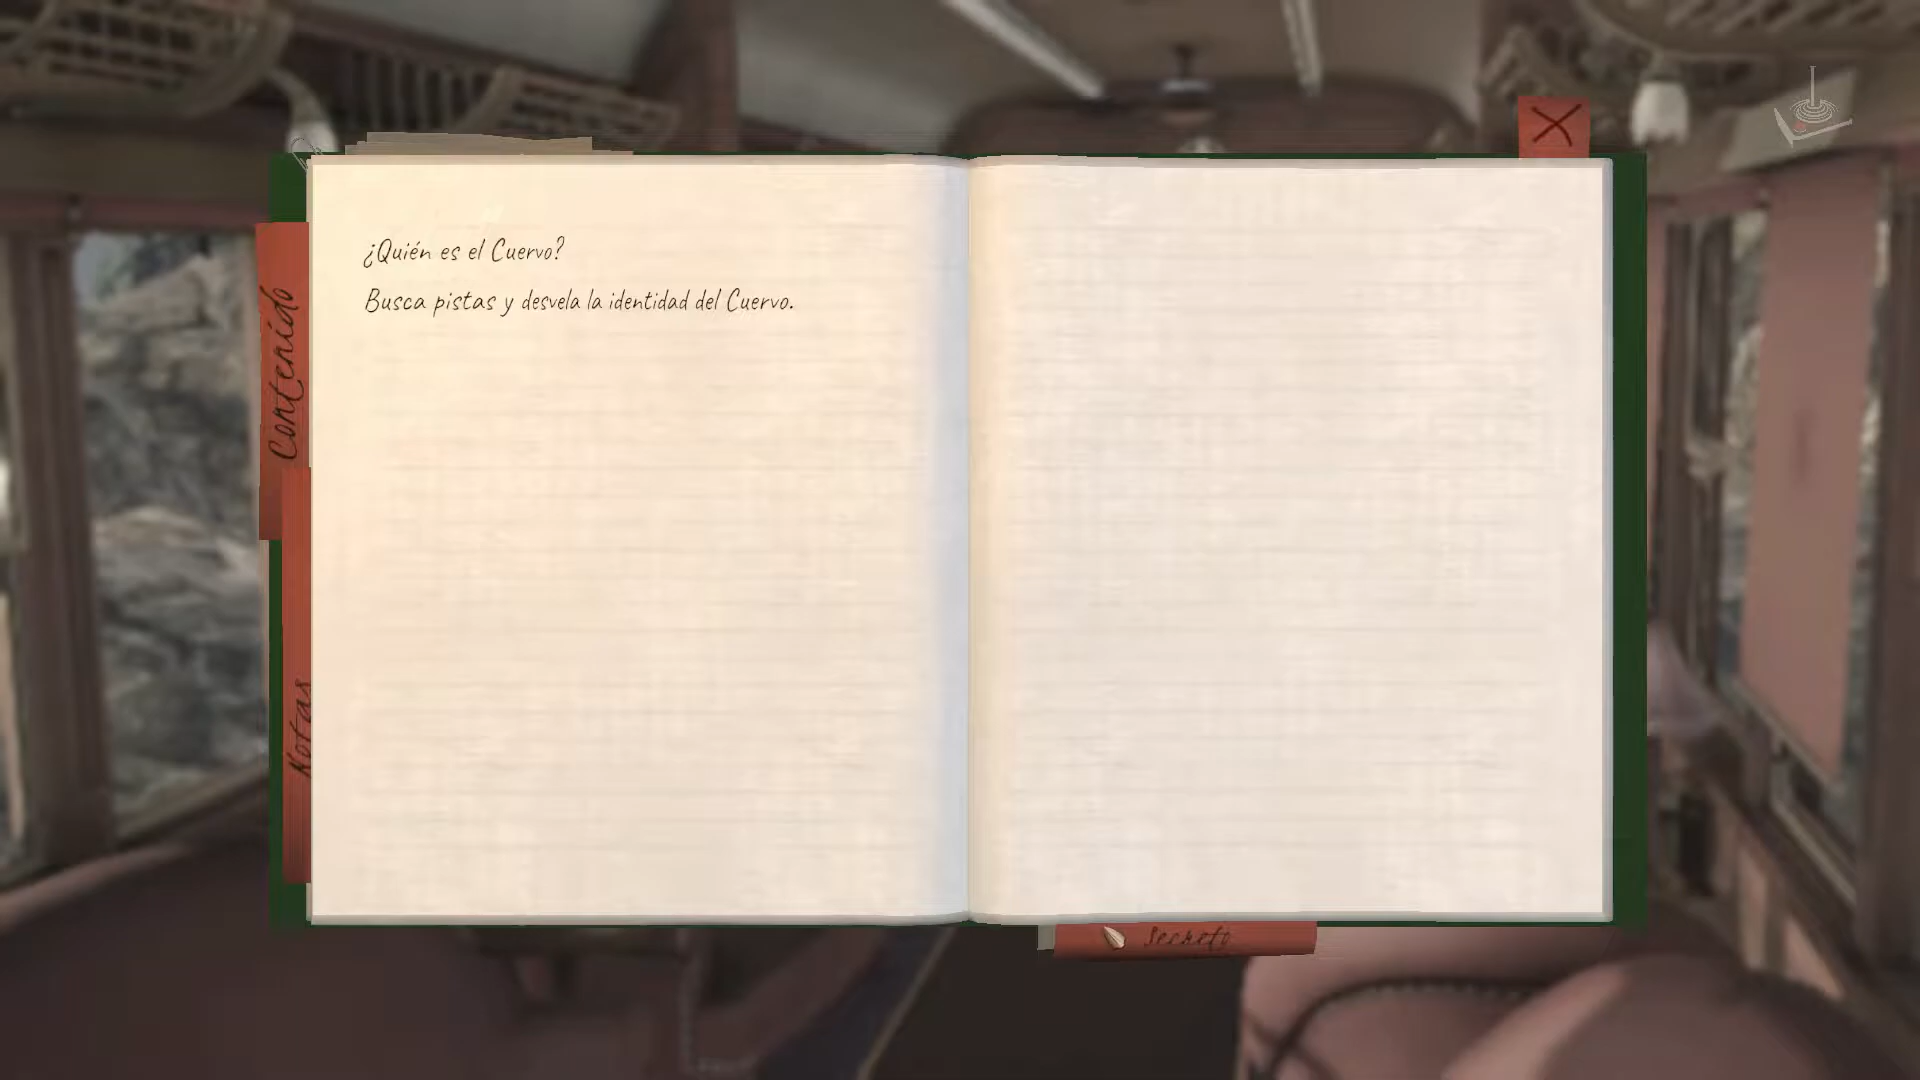 ¿Quién es el Cuervo?
Busca pistas y desvela la identidad del Cuervo.
Contenido
Notas
Secreto